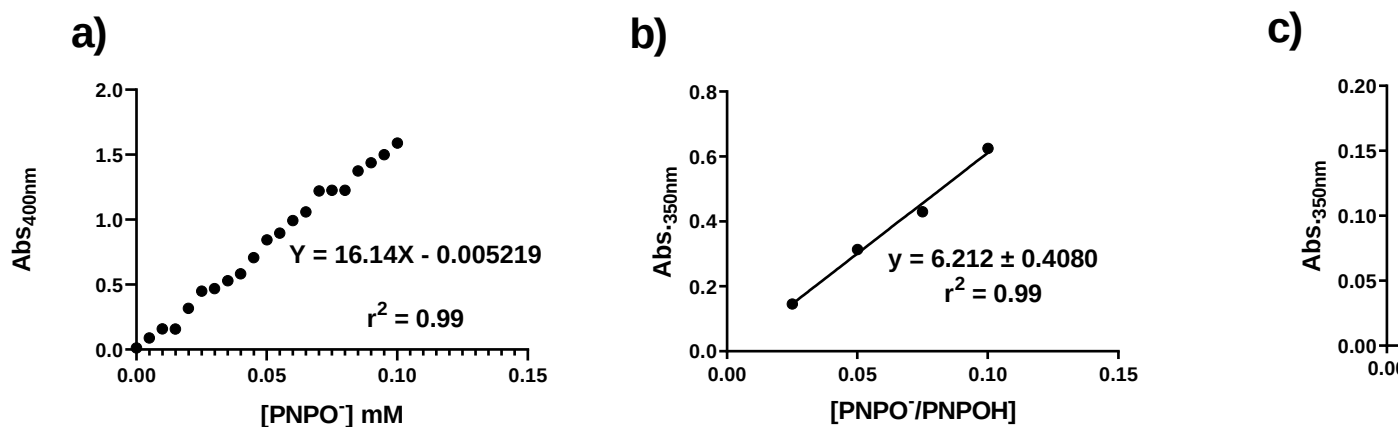 a)
2.0
1.5
1.0
0.5
0.0
Abs400nm
Y = 16.14X - 0.005219
r2 = 0.99
0.00 0.05 0.10 0.15
[PNPO-] mM
b)
0.8
0.6
0.4
0.2
0.0
Abs.350nm
y = 6.212 ± 0.4080
r2 = 0.99
0.00 0.05 0.10 0.15
[PNPO-/PNPOH]
c)
0.20
0.15
0.10
0.05
0.00
Abs.350nm